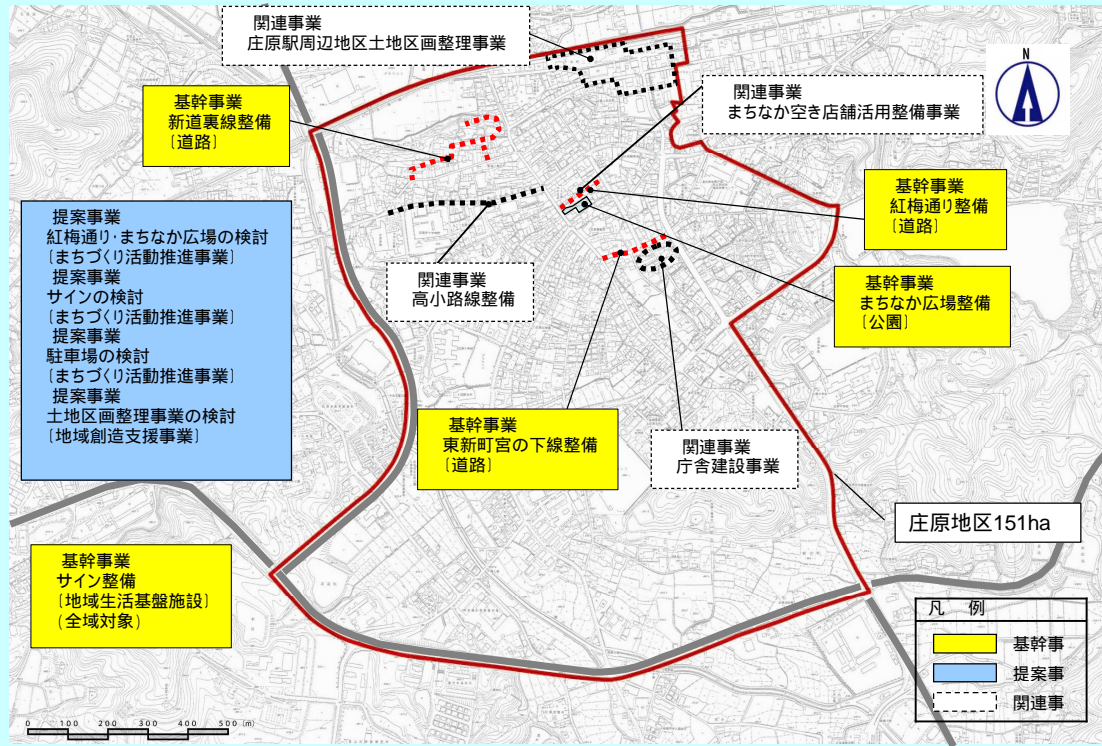 関連事業
庄原駅周辺地区土地区画整理事業
N
基幹事業
新道裏線整備
〔道路〕
関連事業
まちなか空き店舗活用整備事業
基幹事業
紅梅通り整備
〔道路〕
提案事業
紅梅通り･まちなか広場の検討
〔まちづくり活動推進事業〕
提案事業
サインの検討
〔まちづくり活動推進事業〕
提案事業
駐車場の検討
〔まちづくり活動推進事業〕
提案事業
土地区画整理事業の検討
〔地域創造支援事業〕
関連事業
高小路線整備
基幹事業
まちなか広場整備
〔公園〕
基幹事業
東新町宮の下線整備
〔道路〕
関連事業
庁舎建設事業
庄原地区151ha
基幹事業
サイン整備
〔地域生活基盤施設〕
(全域対象)
凡 例
基幹事
提案事
関連事
0 100 200 300 400 500 (m)